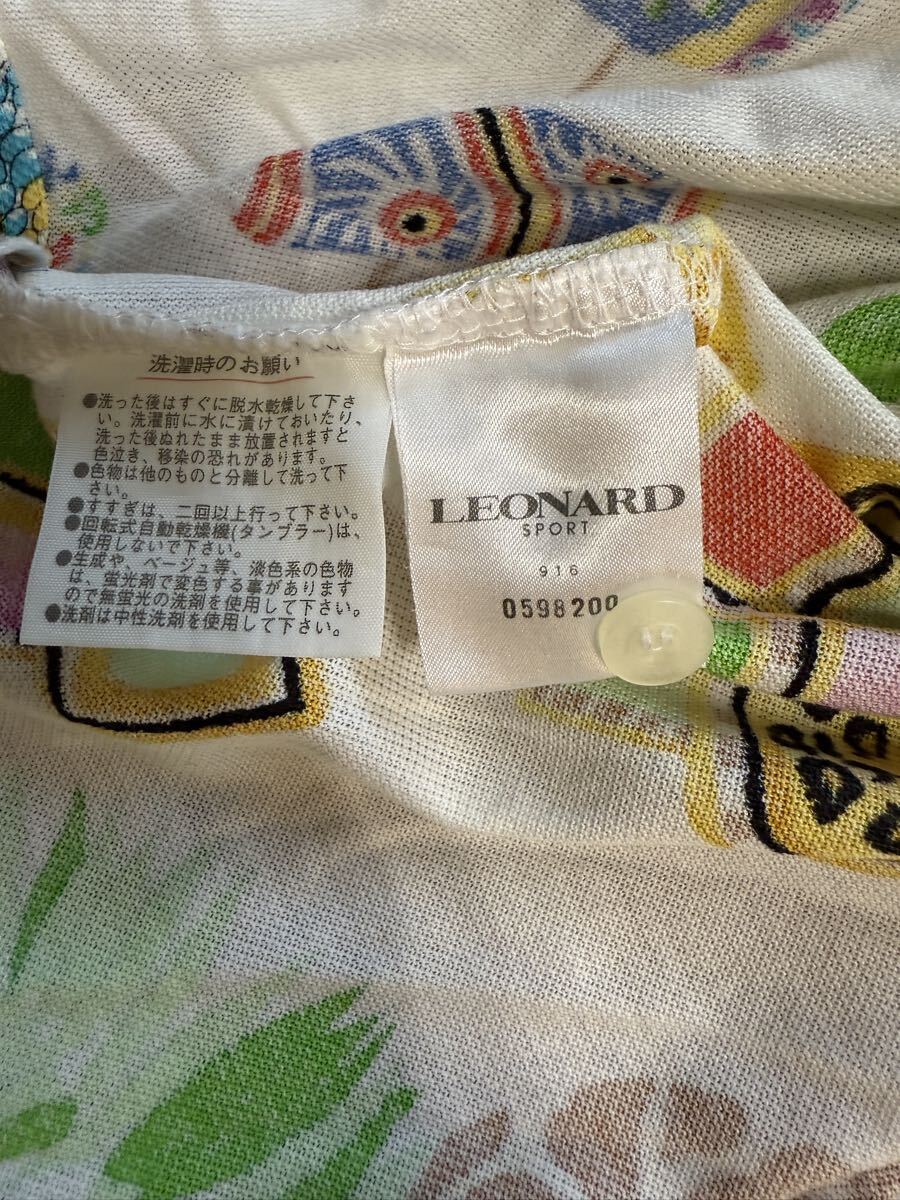 洗濯時のお願い
●洗った後はすぐに脱水乾燥して下さ
い。洗濯前に水に漬けておいたり、
洗った後ぬれたまま放置されますと
色泣き、移染の恐れがあります。
●色物は他のものと分離して洗って下
さい。
●すすぎは、二回以上行って下さい。
●回転式自動乾燥機(タンブラー)は、
使用しないで下さい。
●生成や、ベージュ等、淡色系の色物
は、蛍光剤で変色する事があります
ので無蛍光の洗剤を使用して下さい。
●洗剤は中性洗剤を使用して下さい。
LEONARD
SPORT
916
0598200